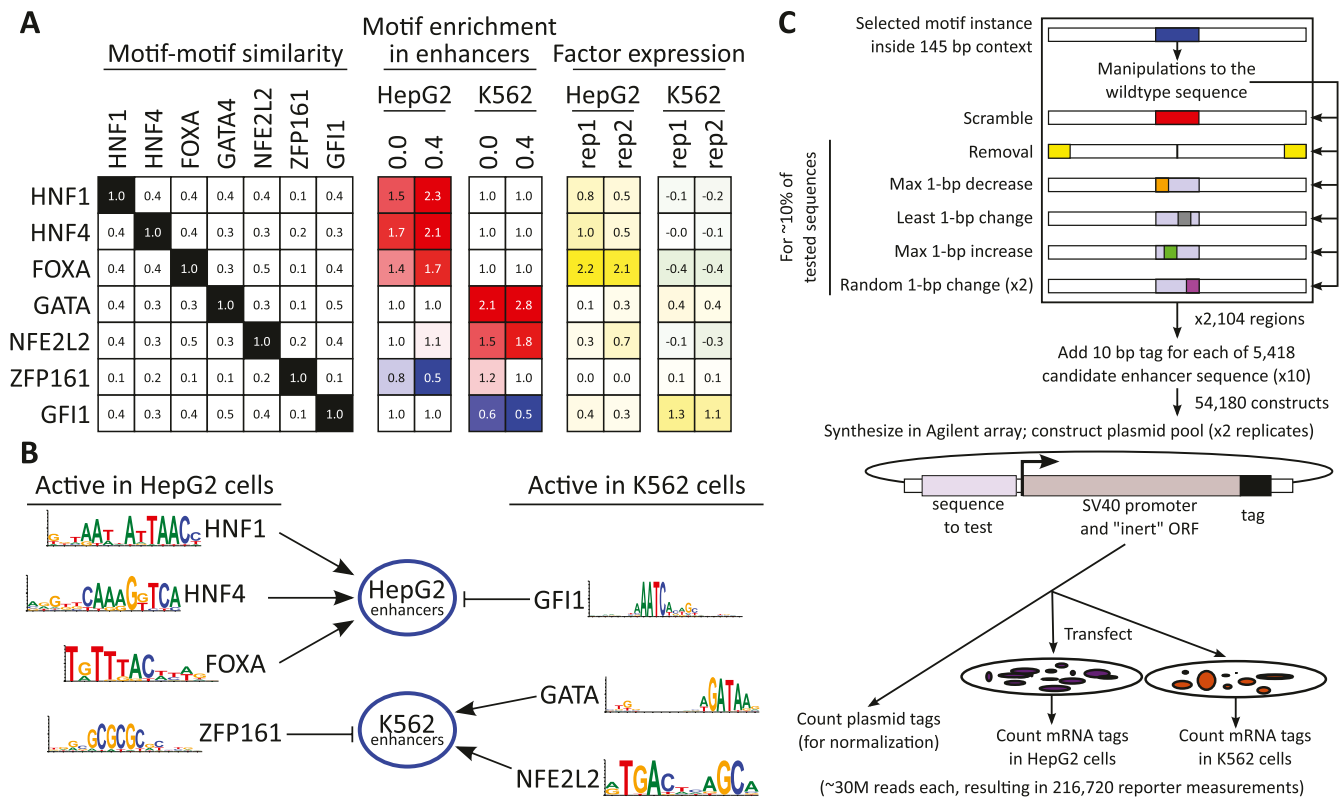 A
Motif-motif similarity
Motif enrichment
in enhancers
Factor expression
HepG2 K562 HepG2 K562
HNF1 HNF4 FOXA GATA4 NFE2L2 ZFP161 GFI1 0.0 0.4 0.0 0.4 rep1 rep2 rep1 rep2
HNF1 1.0 0.4 0.4 0.4 0.4 0.1 0.4 1.5 2.3 1.0 1.0 0.8 0.5 -0.1 -0.2
HNF4 0.4 1.0 0.4 0.3 0.3 0.2 0.3 1.7 2.1 1.0 1.0 1.0 0.5 -0.0 -0.1
FOXA 0.4 0.4 1.0 0.3 0.5 0.1 0.4 1.4 1.7 1.0 1.0 2.2 2.1 -0.4 -0.4
GATA 0.4 0.3 0.3 1.0 0.3 0.1 0.5 1.0 1.0 2.1 2.8 0.1 0.3 0.4 0.4
NFE2L2 0.4 0.3 0.5 0.3 1.0 0.2 0.4 1.0 1.1 1.5 1.8 0.3 0.7 -0.1 -0.3
ZFP161 0.1 0.2 0.1 0.1 0.2 1.0 0.1 0.8 0.5 1.2 1.0 0.0 0.0 0.1 0.1
GFI1 0.4 0.3 0.4 0.5 0.4 0.1 1.0 1.0 1.0 0.6 0.5 0.4 0.3 1.3 1.1
B
Active in HepG2 cells
Active in K562 cells
HNF1
HNF4
FOXA
ZFP161
HepG2
enhancers
K562
enhancers
GFI1
GATA
NFE2L2
C
Selected motif instance
inside 145 bp context
Manipulations to the
wildtype sequence
Scramble
Removal
Max 1-bp decrease
Least 1-bp change
Max 1-bp increase
Random 1-bp change (x2)
For ~10% of
tested sequences
x2,104 regions
Add 10 bp tag for each of 5,418
candidate enhancer sequence (x10)
54,180 constructs
Synthesize in Agilent array; construct plasmid pool (x2 replicates)
sequence
to test
SV40 promoter
and "inert" ORF
tag
Transfect
Count plasmid tags
(for normalization)
Count mRNA tags
in HepG2 cells
Count mRNA tags
in K562 cells
(~30M reads each, resulting in 216,720 reporter measurements)